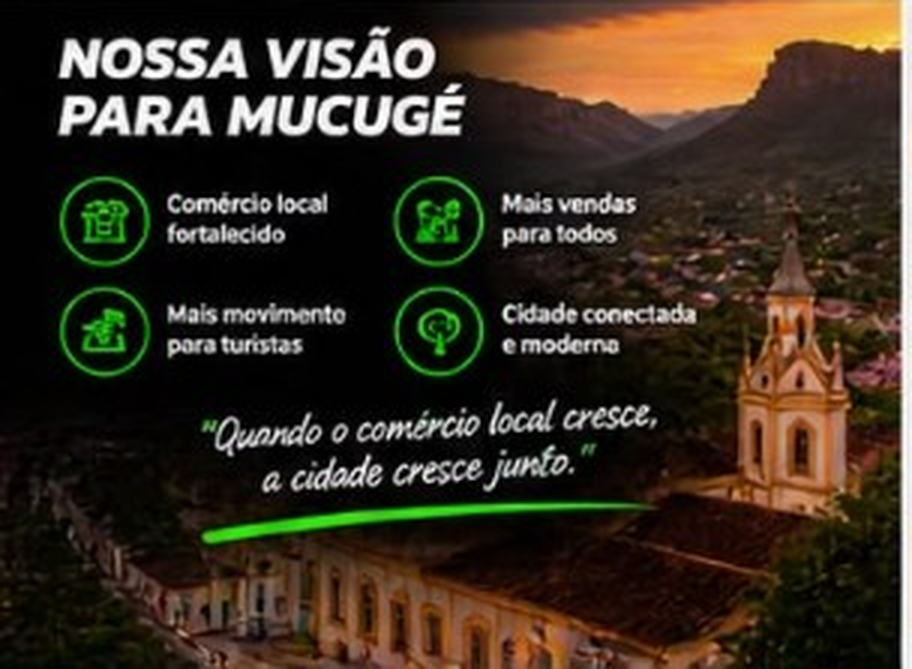 NOSSA VISÃO
PARA MUCUGÉ
Comércio local
fortalecido
Mais vendas
para todos
Mais movimento
para turistas
Cidade conectada
e moderna
"Quando o comércio local cresce,
a cidade cresce junto."